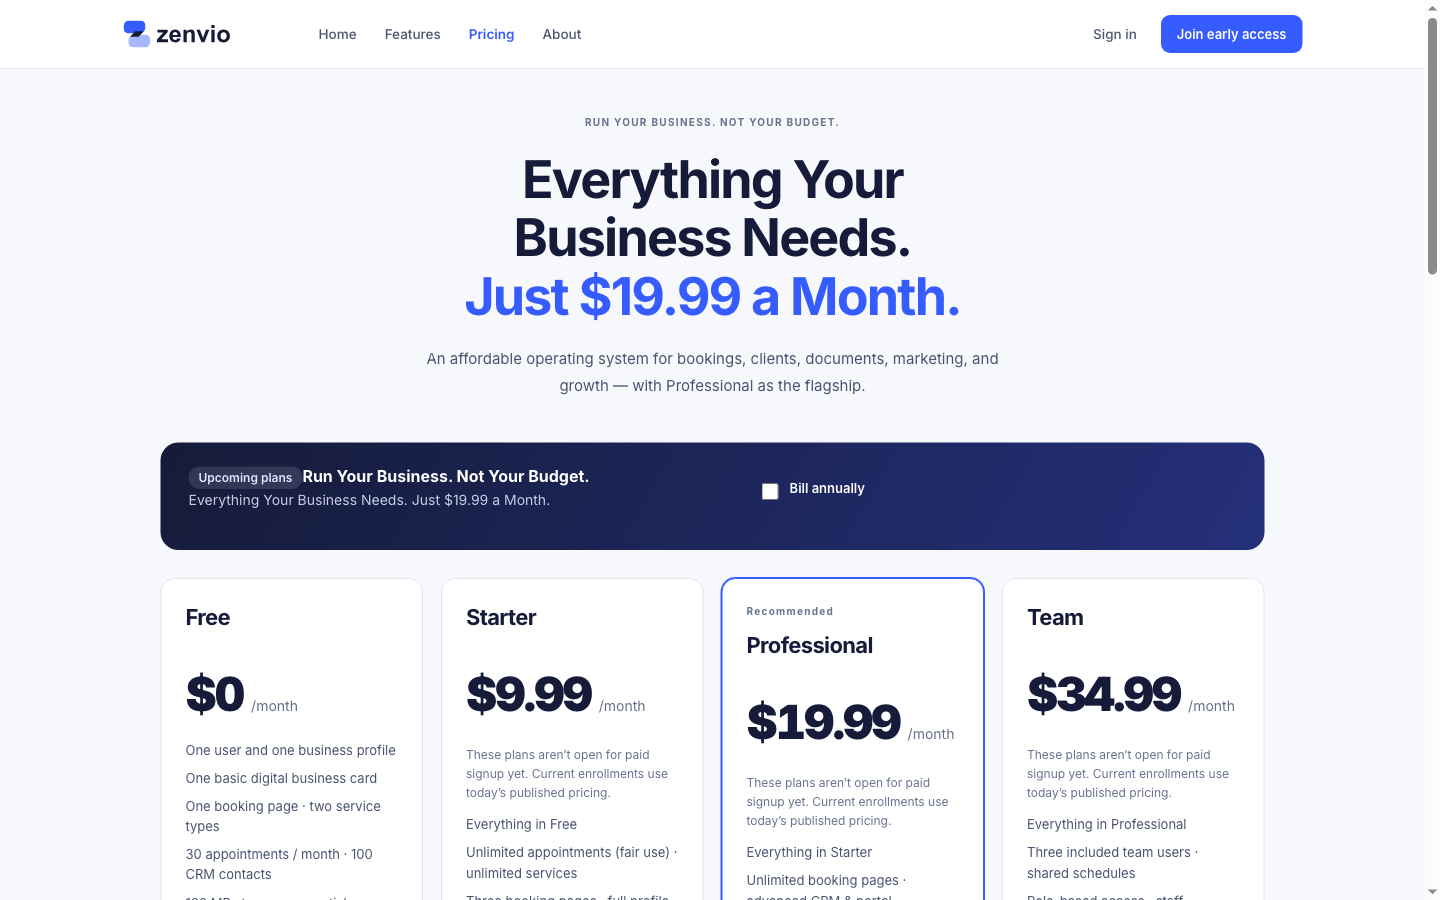 zenvio
Home
Features
Pricing
About
Sign in
Join early access
RUN YOUR BUSINESS. NOT YOUR BUDGET.
Everything Your
Business Needs.
Just $19.99 a Month.
An affordable operating system for bookings, clients, documents, marketing, and
growth — with Professional as the flagship.
Upcoming plans
Run Your Business. Not Your Budget.
Everything Your Business Needs. Just $19.99 a Month.
Bill annually
Free
$0 /month
One user and one business profile
One basic digital business card
One booking page · two service
types
30 appointments / month · 100
CRM contacts
Starter
$9.99 /month
These plans aren’t open for paid
signup yet. Current enrollments use
today’s published pricing.
Everything in Free
Unlimited appointments (fair use) ·
unlimited services
Recommended
Professional
$19.99 /month
These plans aren’t open for paid
signup yet. Current enrollments use
today’s published pricing.
Everything in Starter
Unlimited booking pages ·
Team
$34.99 /month
These plans aren’t open for paid
signup yet. Current enrollments use
today’s published pricing.
Everything in Professional
Three included team users ·
shared schedules